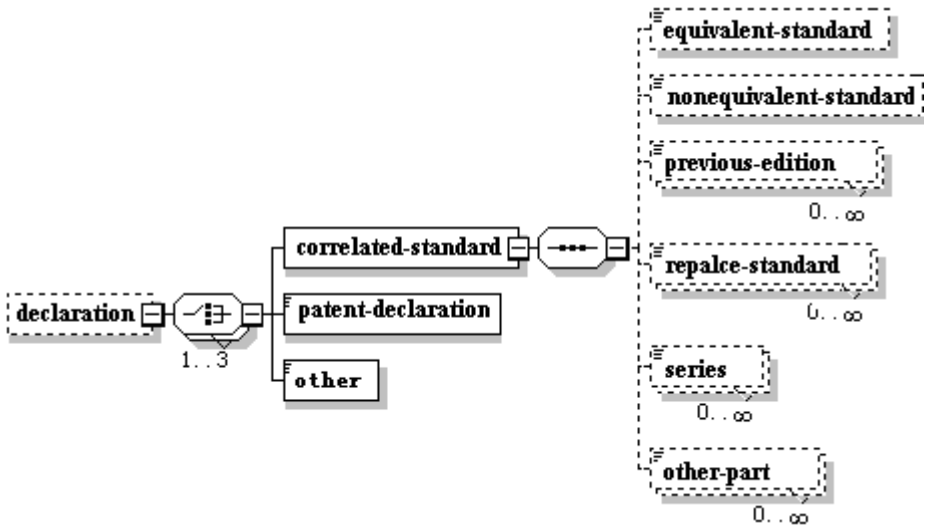 equivalent-standard
nonequivalent-standard
previous-edition
0..∞
correlated-standard
repalce-standard
0..∞
declaration
patent-declaration
1..3
other
series
0..∞
other-part
0..∞